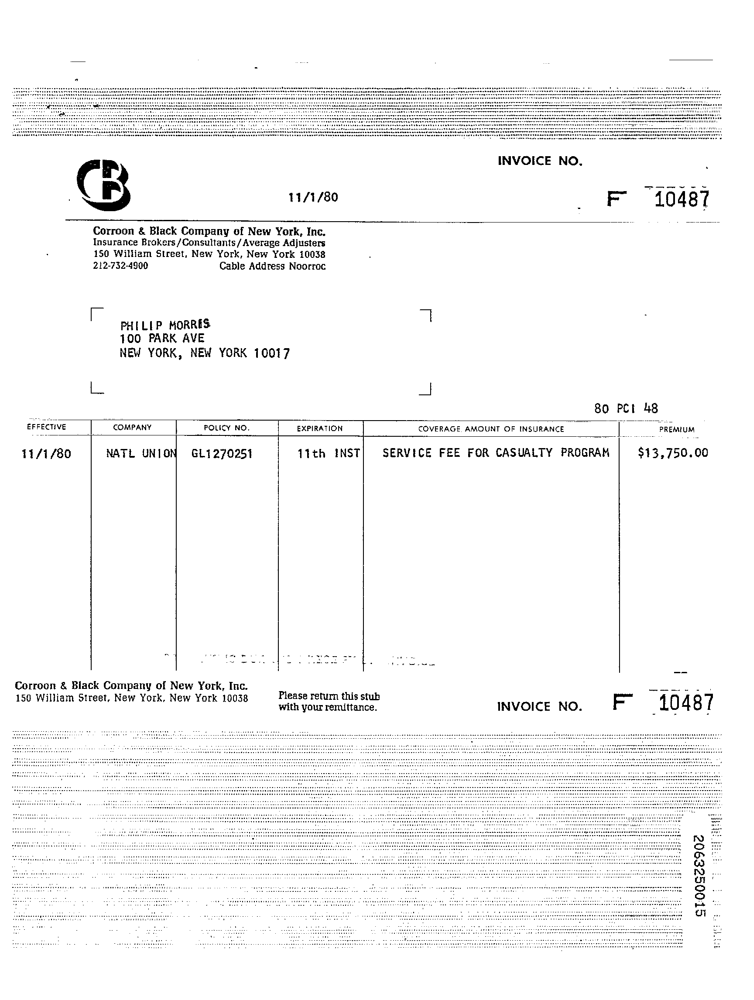 INVOICE NO.
CB
11/1/80
F 10487
Corroon & Black Company of New York, Inc.
Insurance Brokers/Consultants/Average Adjusters
150 William Street, New York, New York 10038
212-732-4900 Cable Address Noorroc
PHILIP MORRIS
100 PARK AVE
NEW YORK, NEW YORK 10017
80 PCI 48
EFFECTIVE COMPANY POLICY NO. EXPIRATION COVERAGE AMOUNT OF INSURANCE PREMIUM
11/1/80 NATL UNION GL1270251 11th INST SERVICE FEE FOR CASUALTY PROGRAM $13,750.00
Corroon & Black Company of New York, Inc.
150 William Street, New York, New York 10038
Please return this stub
with your remittance.
INVOICE NO. F 10487
2063250015